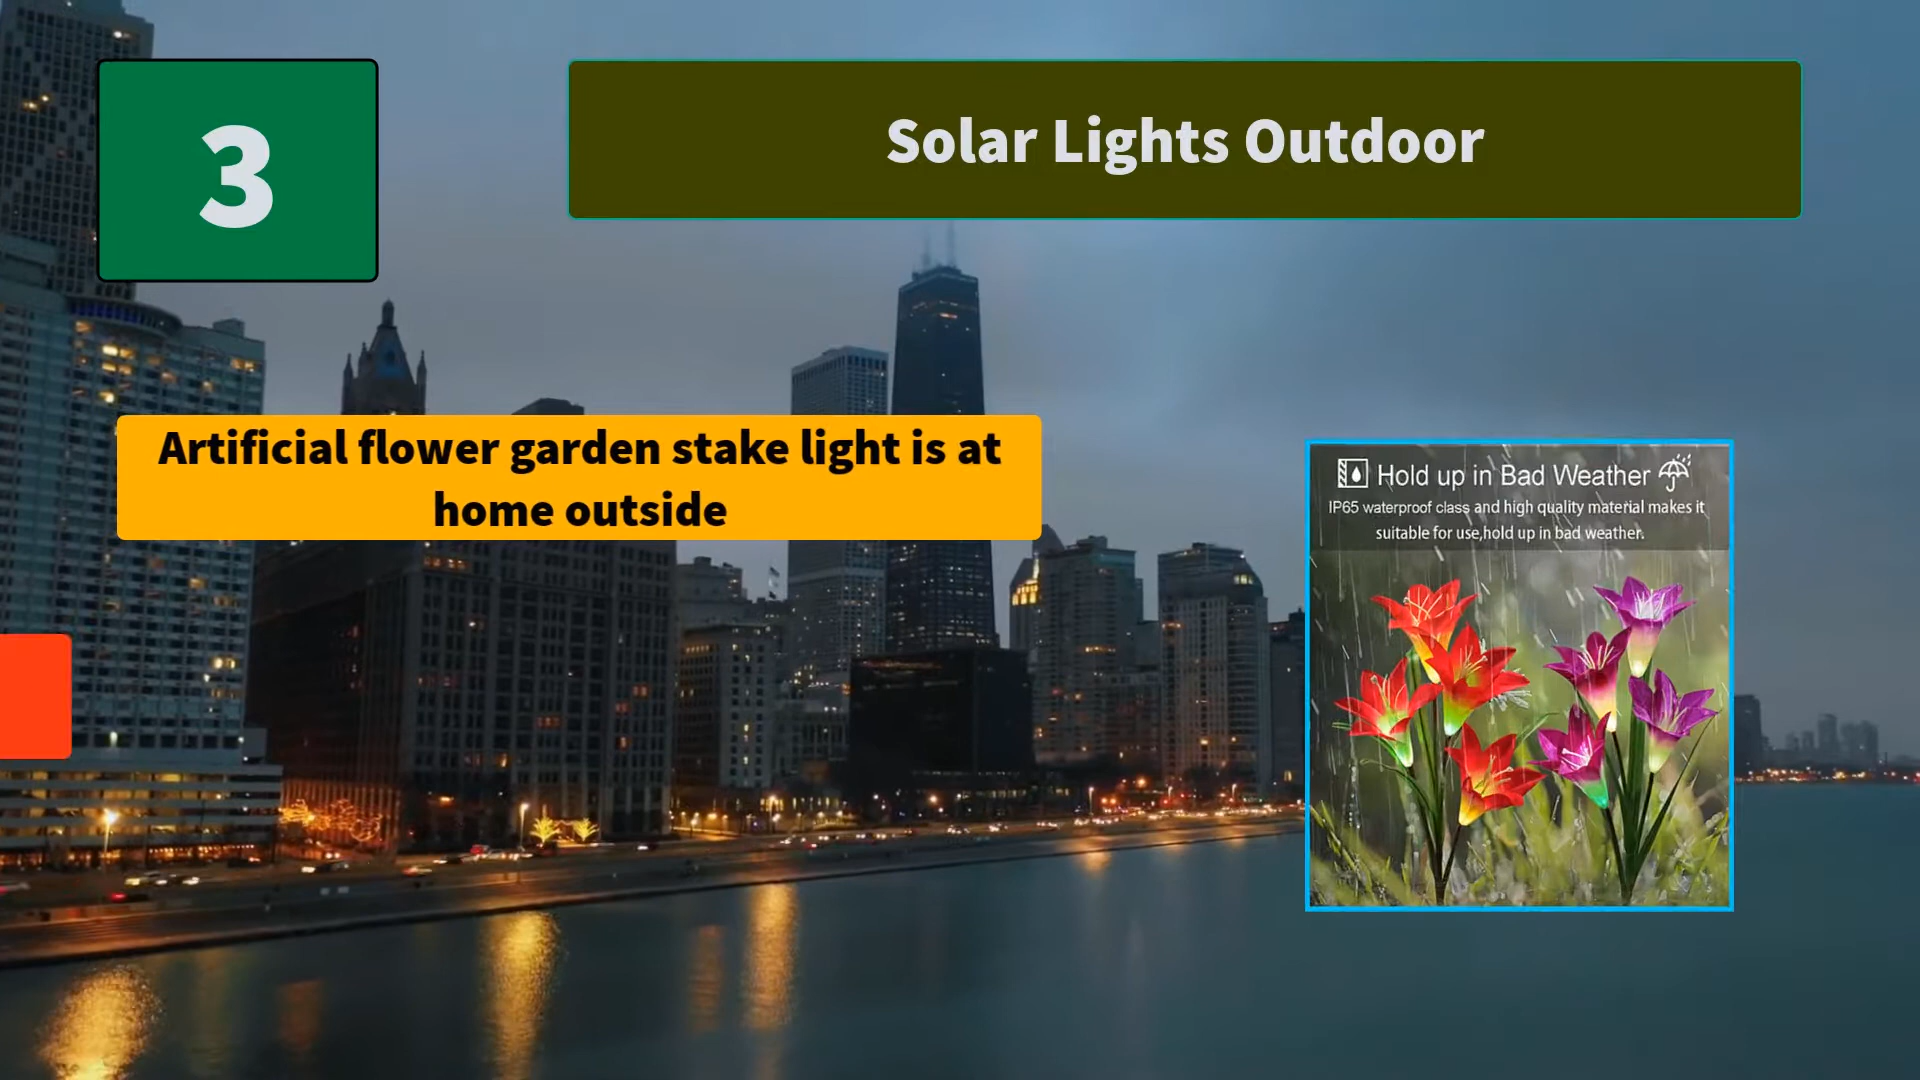 3
Solar Lights Outdoor
Artificial flower garden stake light is at
home outside
Hold up in Bad Weather
IP65 waterproof class and high quality material makes it
suitable for use,hold up in bad weather.